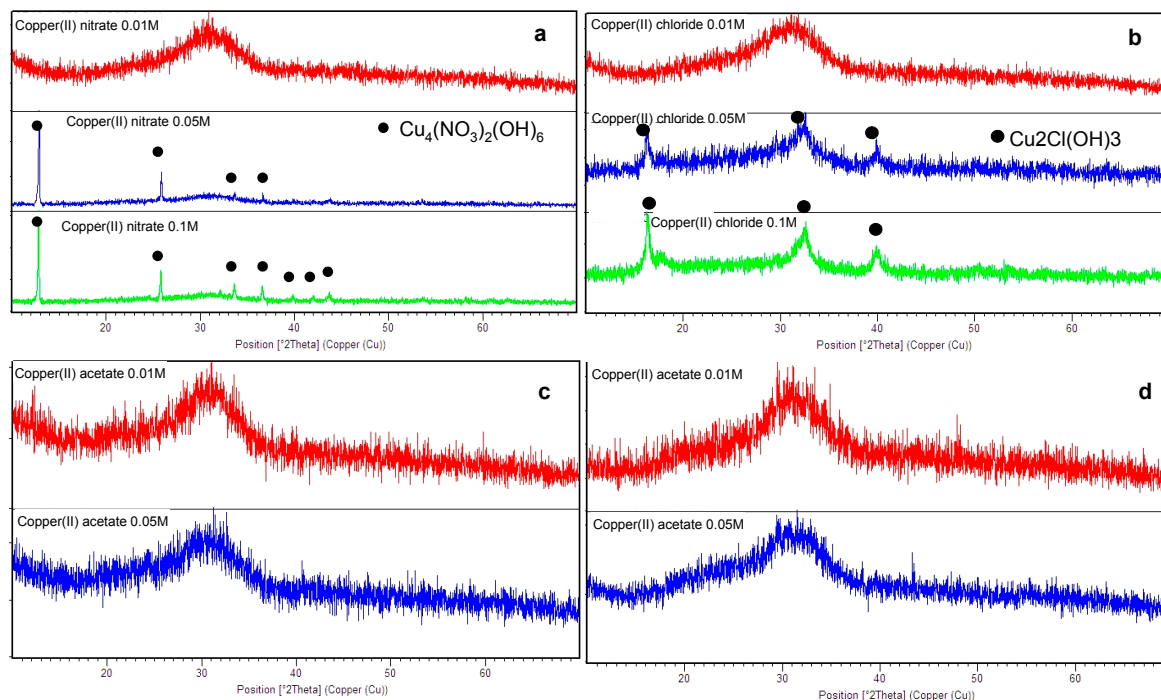 Copper(II) nitrate 0.01M
a
Copper(II) nitrate 0.05M
Cu₄(NO₃)₂(OH)₆
Copper(II) nitrate 0.1M
10 20 30 40 50 60
Position [°2Theta] (Copper (Cu))
Copper(II) chloride 0.01M
b
Copper(II) chloride 0.05M
Cu2Cl(OH)3
Copper(II) chloride 0.1M
20 30 40 50 60
Position [°2Theta] (Copper (Cu))
Copper(II) acetate 0.01M
c
Copper(II) acetate 0.05M
20 30 40 50 60
Position [°2Theta] (Copper (Cu))
Copper(II) acetate 0.01M
d
Copper(II) acetate 0.05M
20 30 40 50 60
Position [°2Theta] (Copper (Cu))